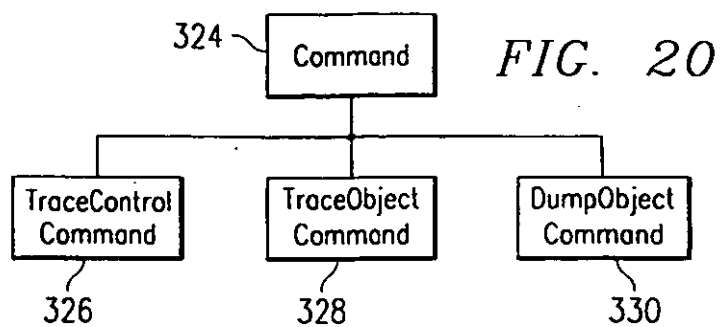 324
Command
FIG. 20
TraceControl
Command
TraceObject
Command
DumpObject
Command
326
328
330